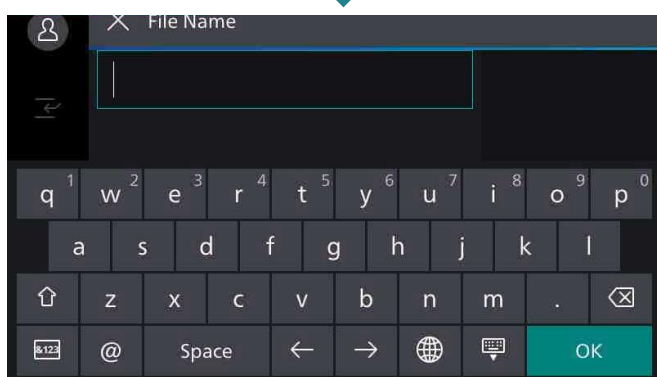 File Name
q 1 w 2 e 3 r 4 t 5 y 6 u 7 i 8 o 9 p 0
a s d f g h j k l
z x c v b n m .
&123 @ Space OK